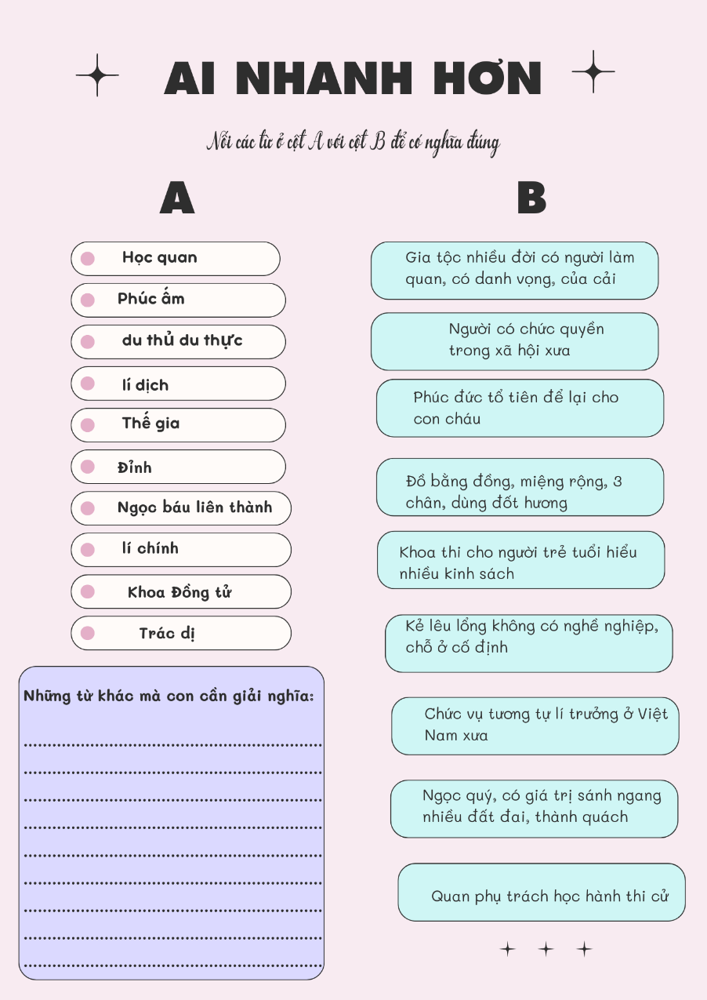 AI NHANH HƠN
Nối các từ ở cột A với cột B để có nghĩa đúng
A
Học quan
Phúc ấm
du thủ du thực
lí dịch
Thế gia
Đỉnh
Ngọc báu liên thành
lí chính
Khoa Đồng tử
Trác dị
Những từ khác mà con cần giải nghĩa:
B
Gia tộc nhiều đời có người làm
quan, có danh vọng, của cải
Người có chức quyền
trong xã hội xưa
Phúc đức tổ tiên để lại cho
con cháu
Đồ bằng đồng, miệng rộng, 3
chân, dùng đốt hương
Khoa thi cho người trẻ tuổi hiểu
nhiều kinh sách
Kẻ lêu lổng không có nghề nghiệp,
chỗ ở cố định
Chức vụ tương tự lí trưởng ở Việt
Nam xưa
Ngọc quý, có giá trị sánh ngang
nhiều đất đai, thành quách
Quan phụ trách học hành thi cử